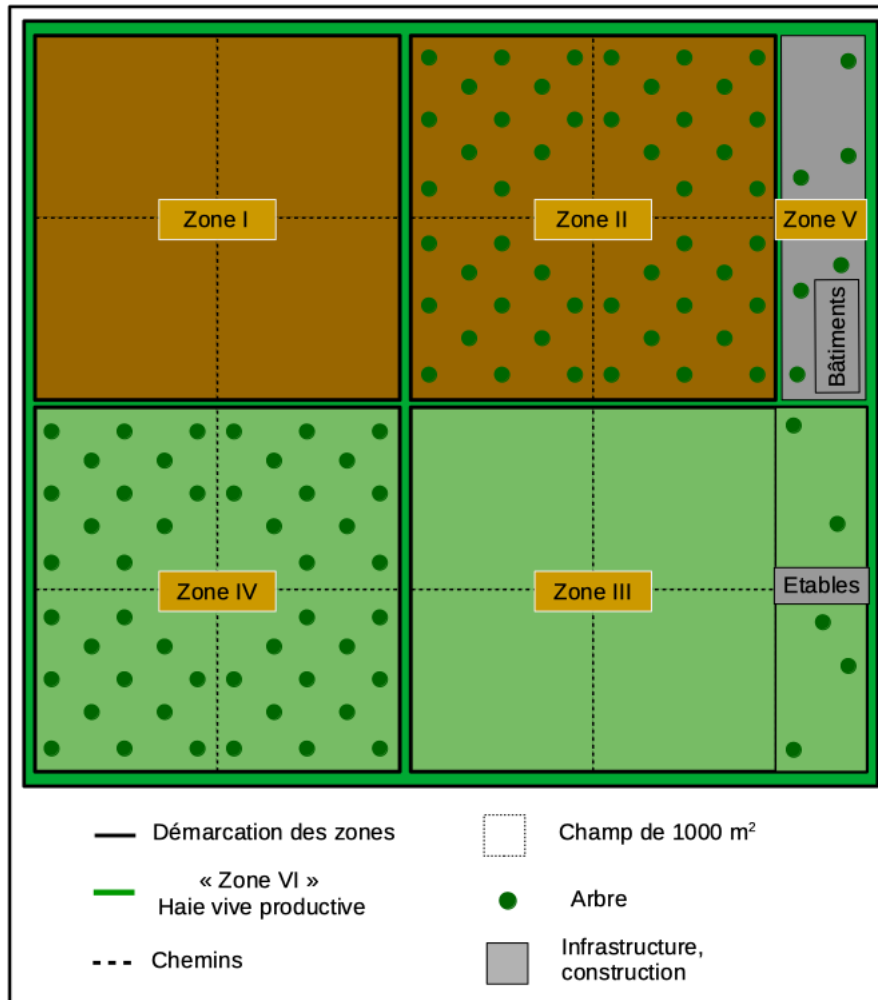 Zone I
Zone II
Zone V
Bâtiments
Zone IV
Zone III
Etables
Démarcation des zones
Champ de 1000 m²
« Zone VI »
Haie vive productive
Arbre
Chemins
Infrastructure,
construction